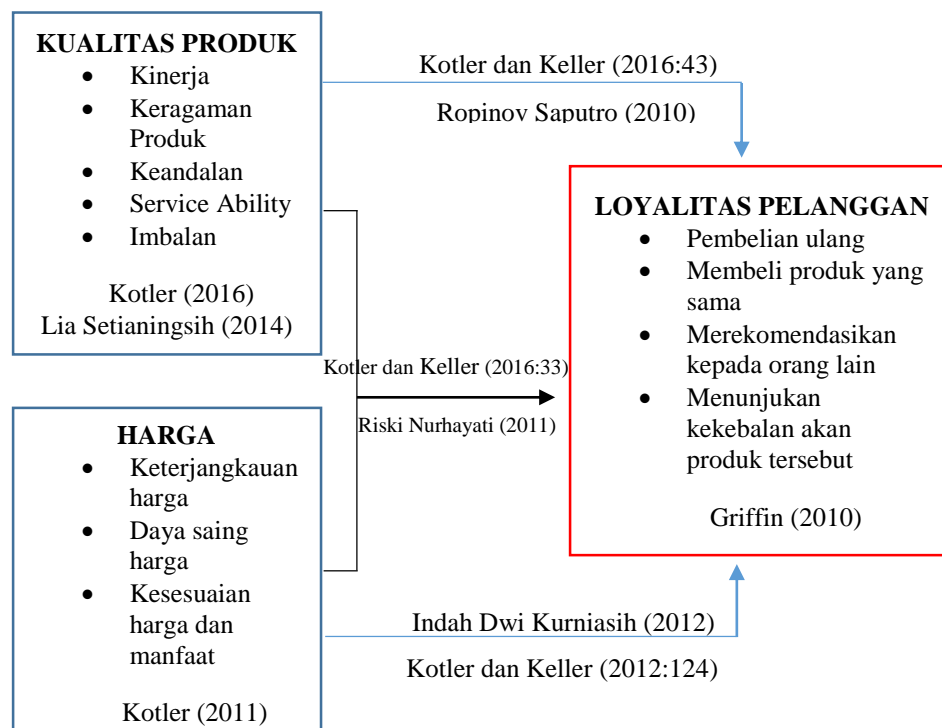 KUALITAS PRODUK
• Kinerja
• Keragaman
Produk
• Keandalan
• Service Ability
• Imbalan
Kotler (2016)
Lia Setianingsih (2014)
Kotler dan Keller (2016:43)
Ropinov Saputro (2010)
LOYALITAS PELANGGAN
• Pembelian ulang
• Membeli produk yang
sama
• Merekomendasikan
kepada orang lain
• Menunjukan
kekebalan akan
produk tersebut
Griffin (2010)
Kotler dan Keller (2016:33)
Riski Nurhayati (2011)
HARGA
• Keterjangkauan
harga
• Daya saing
harga
• Kesesuaian
harga dan
manfaat
Kotler (2011)
Indah Dwi Kurniasih (2012)
Kotler dan Keller (2012:124)